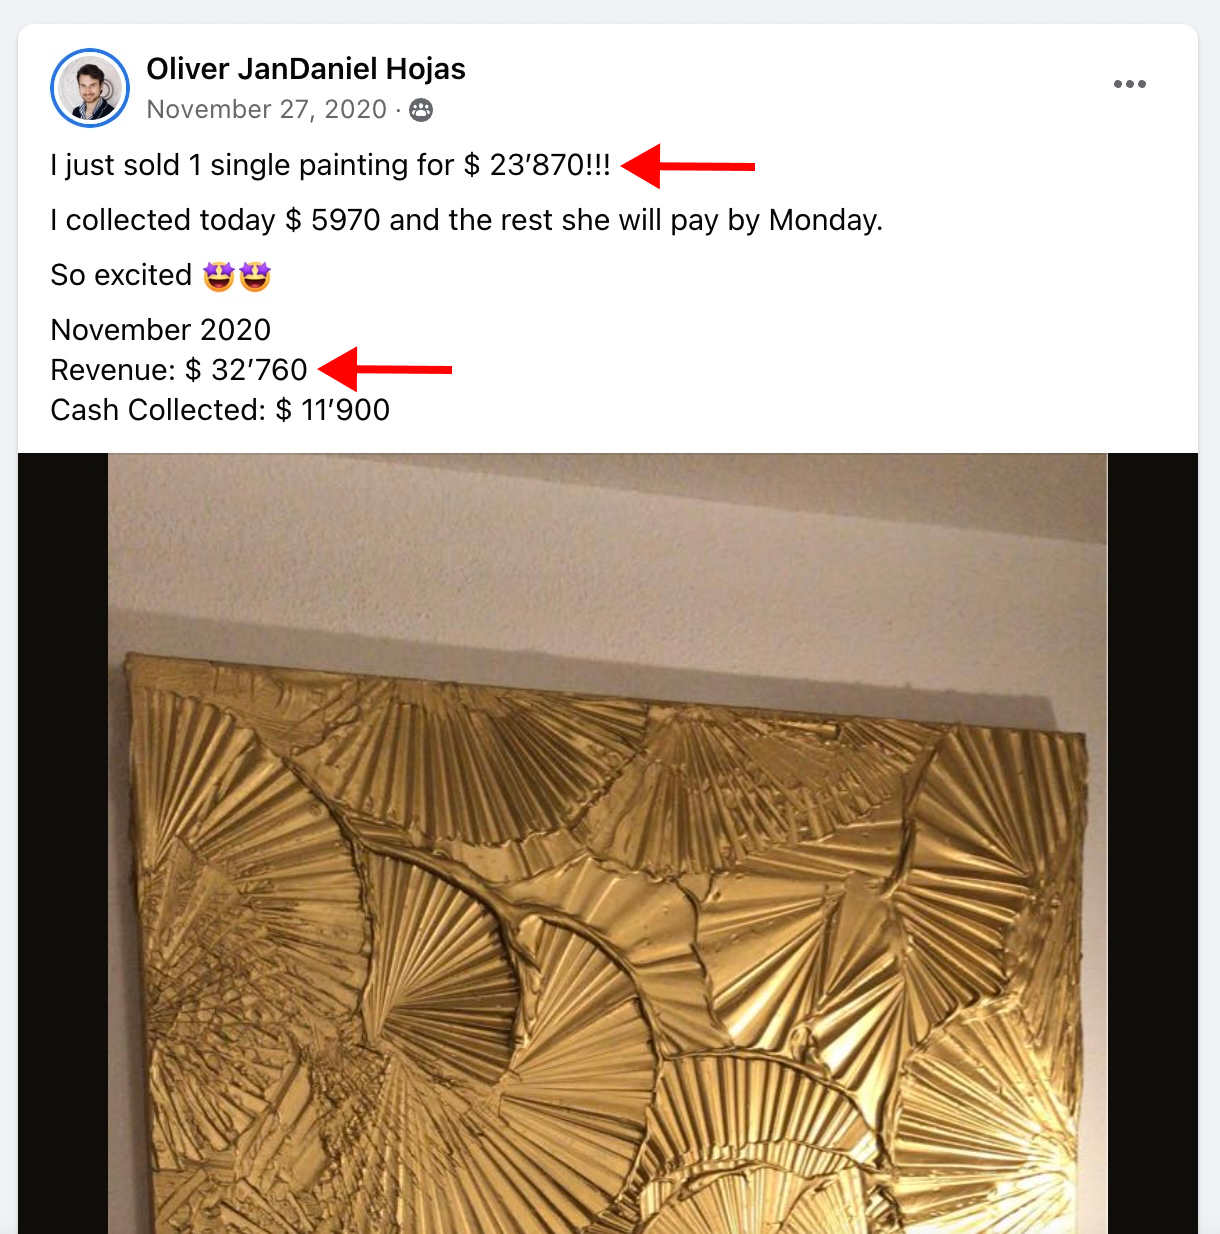 Oliver JanDaniel Hojas
November 27, 2020 ·
I just sold 1 single painting for $ 23’870!!!
I collected today $ 5970 and the rest she will pay by Monday.
So excited 🤩🤩
November 2020
Revenue: $ 32’760
Cash Collected: $ 11’900